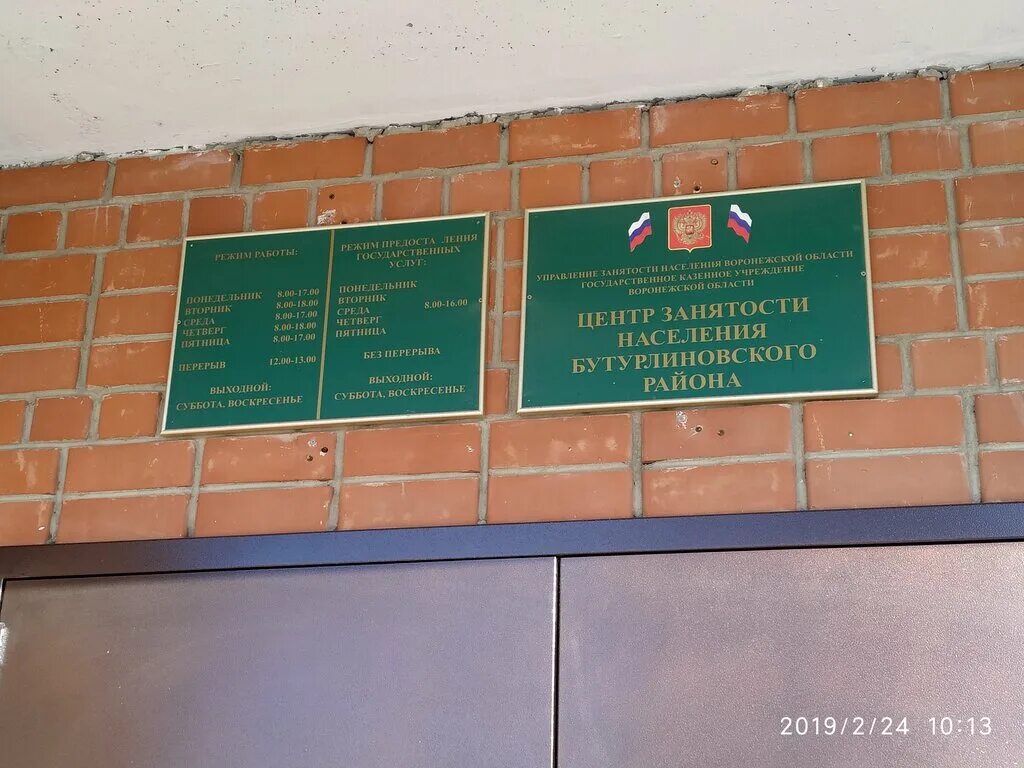 РЕЖИМ РАБОТЫ:
ПОНЕДЕЛЬНИК 8.00-17.00
ВТОРНИК 8.00-18.00
СРЕДА 8.00-17.00
ЧЕТВЕРГ 8.00-18.00
ПЯТНИЦА 8.00-17.00
ПЕРЕРЫВ 12.00-13.00
ВЫХОДНОЙ:
СУББОТА, ВОСКРЕСЕНЬЕ
РЕЖИМ ПРЕДОСТА ЛЕНИЯ
ГОСУДАРСТВЕННЫХ
УСЛУГ:
ПОНЕДЕЛЬНИК
ВТОРНИК
СРЕДА 8.00-16.00
ЧЕТВЕРГ
ПЯТНИЦА
БЕЗ ПЕРЕРЫВА
ВЫХОДНОЙ:
СУББОТА, ВОСКРЕСЕНЬЕ
УПРАВЛЕНИЕ ЗАНЯТОСТИ НАСЕЛЕНИЯ ВОРОНЕЖСКОЙ ОБЛАСТИ
ГОСУДАРСТВЕННОЕ КАЗЕННОЕ УЧРЕЖДЕНИЕ
ВОРОНЕЖСКОЙ ОБЛАСТИ
ЦЕНТР ЗАНЯТОСТИ
НАСЕЛЕНИЯ
БУТУРЛИНОВСКОГО
РАЙОНА
2019/2/24 10:13